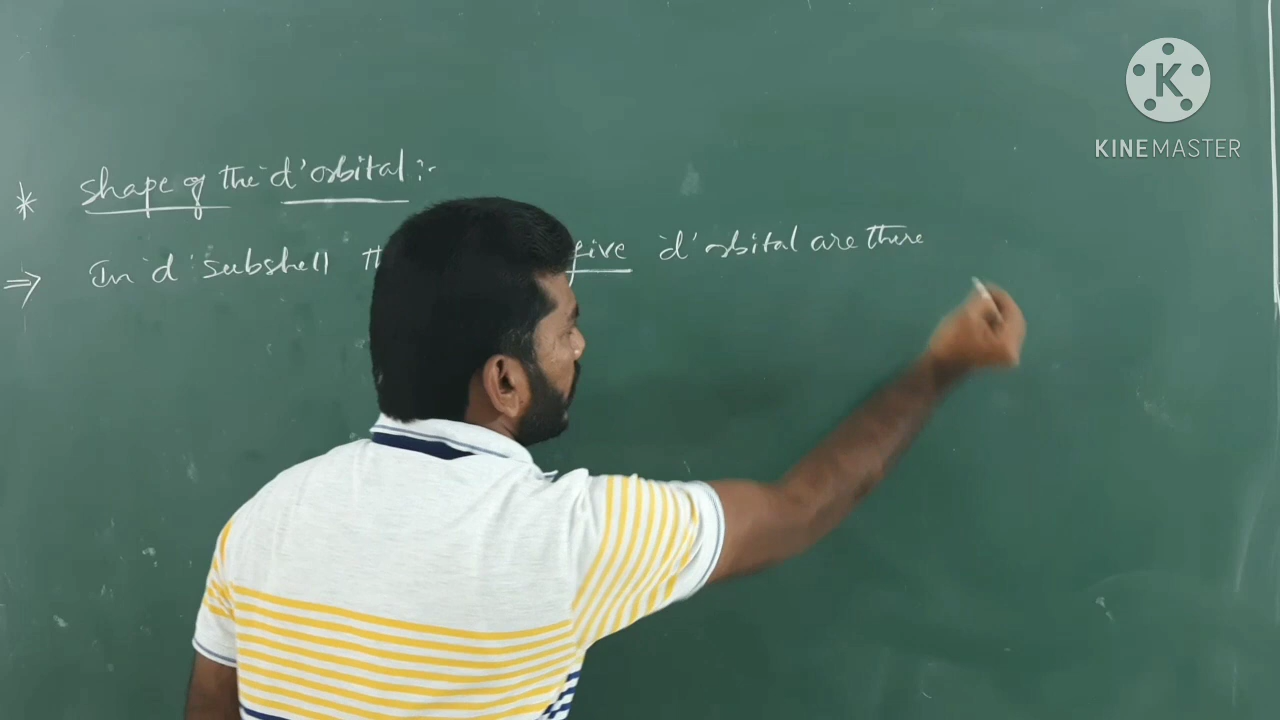 * Shape of the 'd' orbital :-
⇒ In 'd' subshell five 'd' orbital are there
K
KINEMASTER